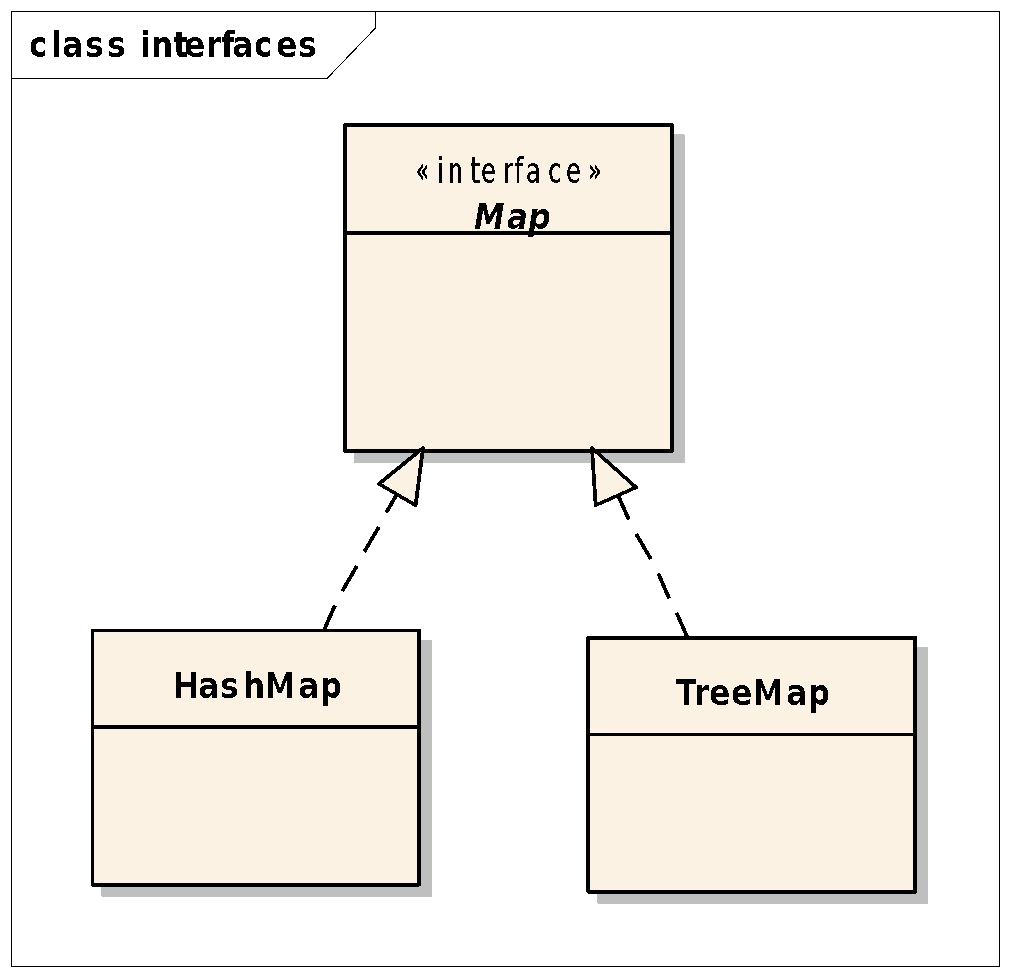 class interfaces
«interface»
Map
HashMap
TreeMap